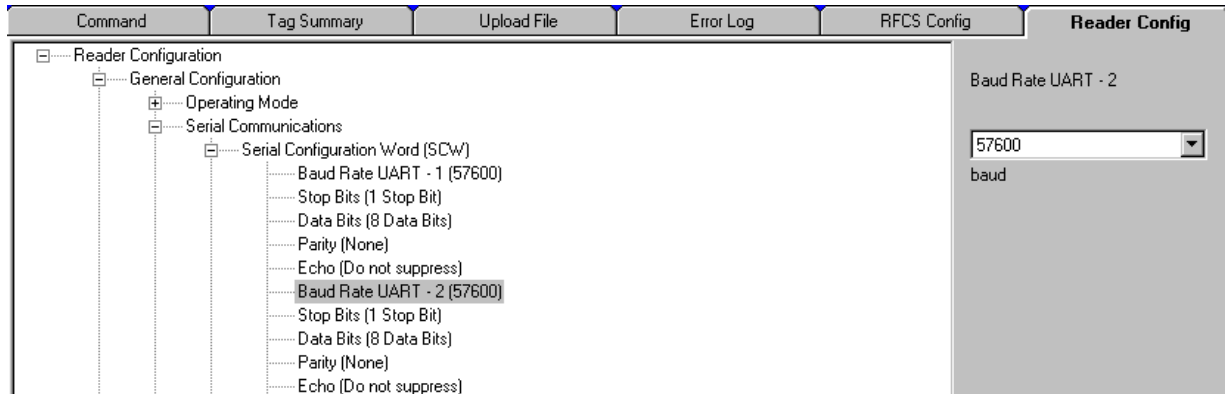 Command Tag Summary Upload File Error Log RFCS Config Reader Config
Reader Configuration
General Configuration
Operating Mode
Serial Communications
Serial Configuration Word (SCW)
Baud Rate UART - 1 (57600)
Stop Bits (1 Stop Bit)
Data Bits (8 Data Bits)
Parity (None)
Echo (Do not suppress)
Baud Rate UART - 2 (57600)
Stop Bits (1 Stop Bit)
Data Bits (8 Data Bits)
Parity (None)
Echo (Do not suppress)
Baud Rate UART - 2
57600
baud